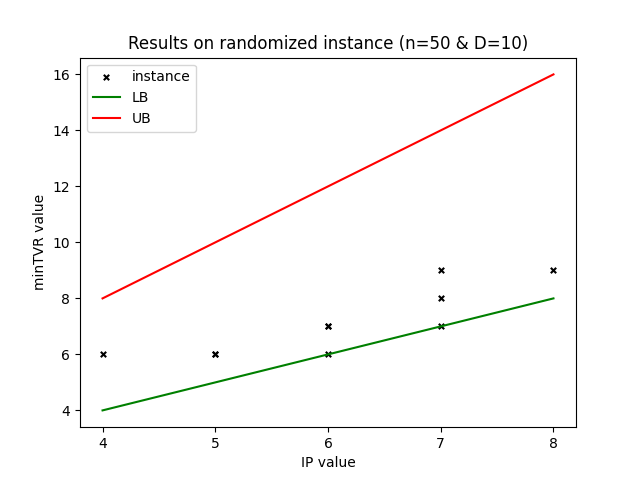 Results on randomized instance (n=50 & D=10)
instance
LB
UB
16
14
12
10
8
6
4
minTVR value
4 5 6 7 8
IP value